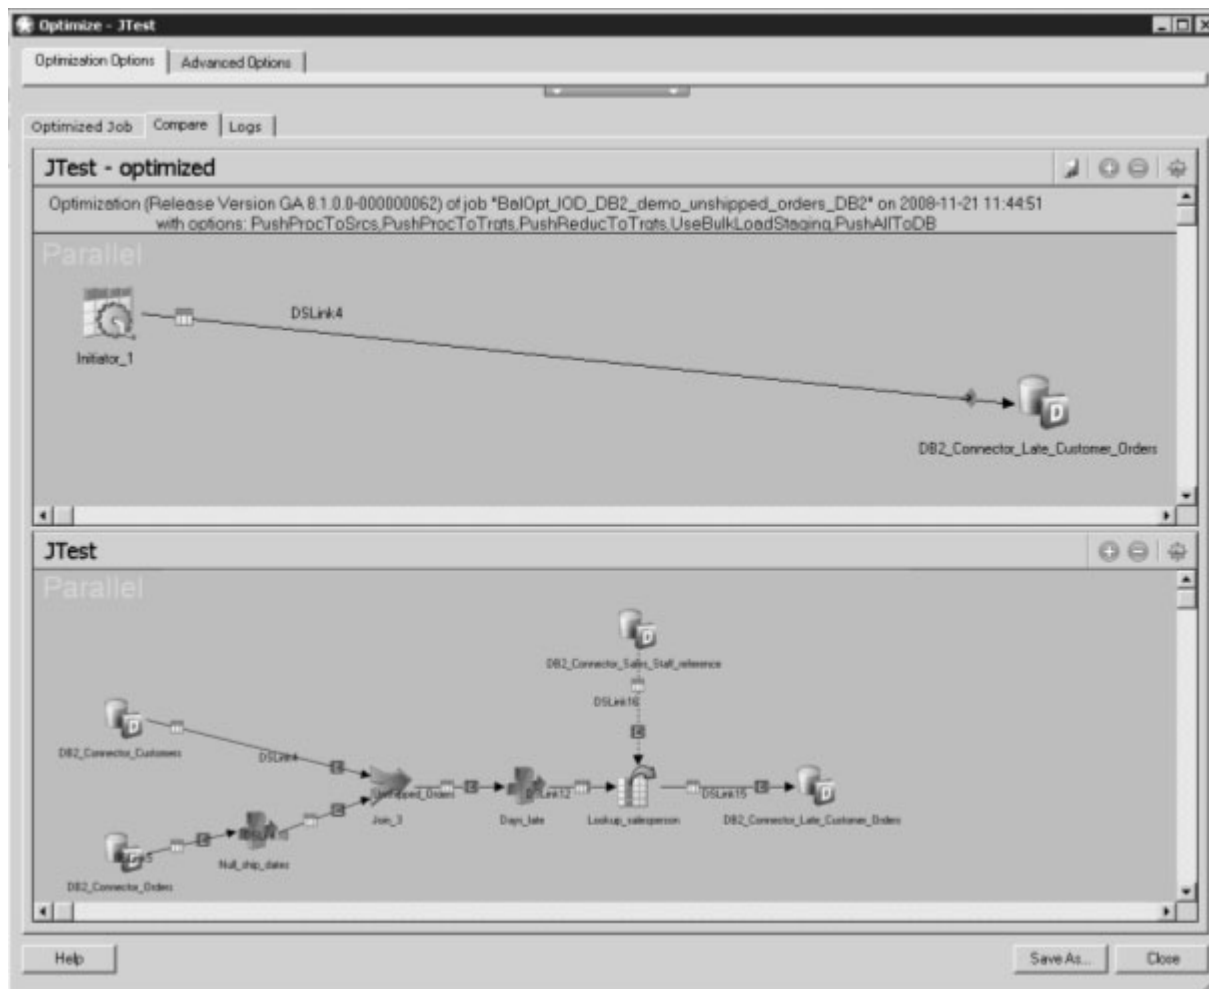 Optimize - JTest
Optimization Options
Advanced Options
Optimized Job
Compare
Logs
JTest - optimized
Optimization (Release Version GA 8.1.0.0-000000062) of job "BalOpt_IOD_DB2_demo_unshipped_orders_DB2" on 2008-11-21 11:44:51
with options: PushProcToSrcs,PushProcToTrgts,PushReducToTrgts,UseBulkLoadStaging,PushAllToDB
Parallel
DSLink4
Initiator_1
DB2_Connector_Late_Customer_Orders
JTest
Parallel
DB2_Connector_Sales_Staff_reference
DSLink16
DB2_Connector_Customers
DSLink4
Unshipped_Orders
DSLink12
DSLink15
Join_3
Days_late
Lookup_salesperson
DB2_Connector_Late_Customer_Orders
Null_ship_dates
DB2_Connector_Orders
Help
Save As...
Close